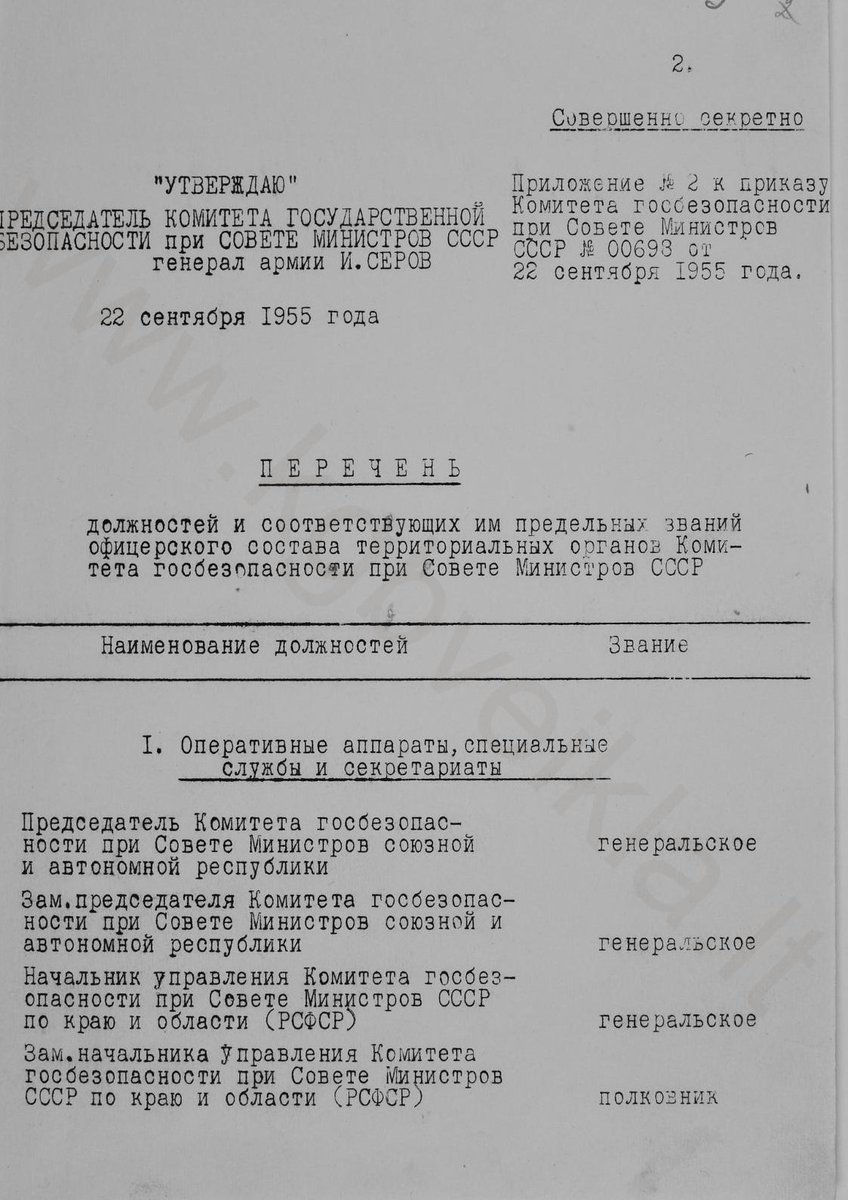 2.
Совершенно секретно
"УТВЕРЖДАЮ"
ПРЕДСЕДАТЕЛЬ КОМИТЕТА ГОСУДАРСТВЕННОЙ
БЕЗОПАСНОСТИ при СОВЕТЕ МИНИСТРОВ СССР
генерал армии И.СЕРОВ
22 сентября 1955 года
Приложение № 2 к приказу
Комитета госбезопасности
при Совете Министров
СССР № 00693 от
22 сентября 1955 года.
ПЕРЕЧЕНЬ
должностей и соответствующих им предельных званий
офицерского состава территориальных органов Коми-
тета госбезопасности при Совете Министров СССР
Наименование должностей Звание
I. Оперативные аппараты, специальные
службы и секретариаты
Председатель Комитета госбезопас-
ности при Совете Министров союзной генеральское
и автономной республики
Зам.председателя Комитета госбезопас-
ности при Совете Министров союзной и
автономной республики генеральское
Начальник управления Комитета госбез-
опасности при Совете Министров СССР
по краю и области (РСФСР) генеральское
Зам.начальника Управления Комитета
госбезопасности при Совете Министров
СССР по краю и области (РСФСР) полковник
www.kgbveikla.lt